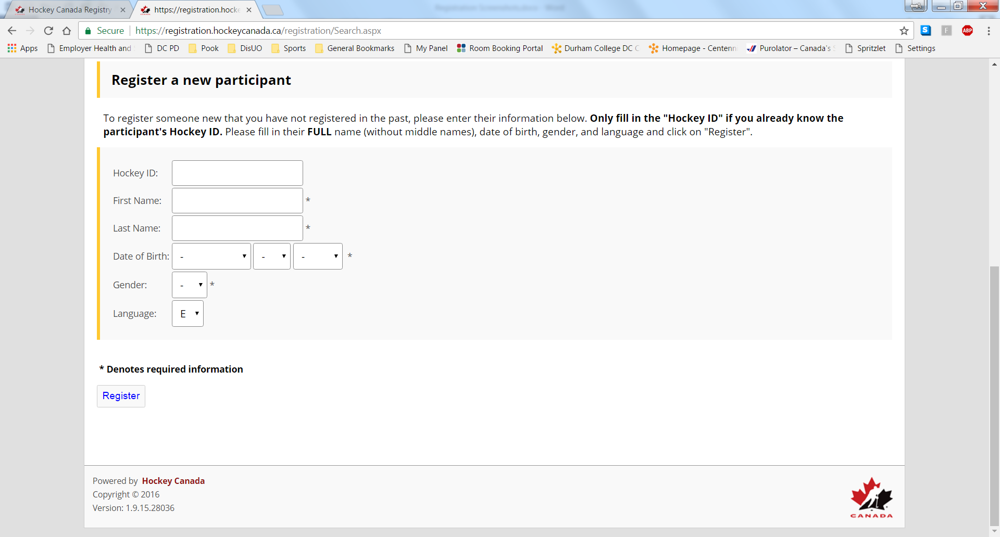 Hockey Canada Registry
https://registration.hocke
Secure https://registration.hockeycanada.ca/registration/Search.aspx
S F ABP
Apps Employer Health and DC PD Pook DisUO Sports General Bookmarks My Panel Room Booking Portal Durham College DC C Homepage - Centenn Purolator – Canada's S Spritzlet Settings
Register a new participant
To register someone new that you have not registered in the past, please enter their information below. Only fill in the "Hockey ID" if you already know the
participant's Hockey ID. Please fill in their FULL name (without middle names), date of birth, gender, and language and click on "Register".
Hockey ID:
First Name: *
Last Name: *
Date of Birth: - - - *
Gender: - *
Language: E
* Denotes required information
Register
Powered by Hockey Canada
Copyright © 2016
Version: 1.9.15.28036
CANADA